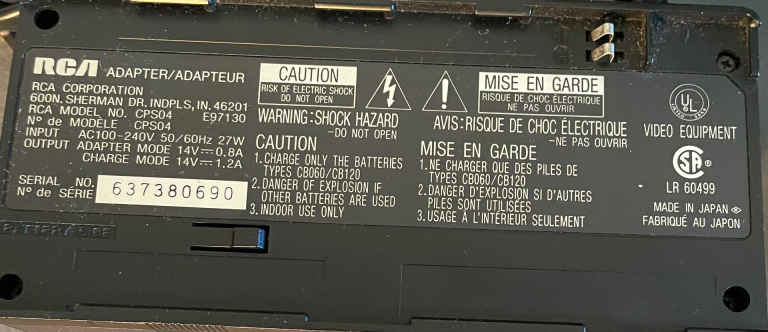 RCA ADAPTER/ADAPTEUR
RCA CORPORATION
600N. SHERMAN DR. INDPLS, IN. 46201
RCA MODEL NO. CPS04 E97130
N° de MODÈLE CPS04
INPUT AC100-240V 50/60Hz 27W
OUTPUT ADAPTER MODE 14V⎓0.8A
CHARGE MODE 14V⎓1.2A
SERIAL NO.
N° de SÉRIE 637380690
CAUTION
RISK OF ELECTRIC SHOCK
DO NOT OPEN
WARNING:SHOCK HAZARD
-DO NOT OPEN
CAUTION
1.CHARGE ONLY THE BATTERIES
TYPES CB060/CB120
2.DANGER OF EXPLOSION IF
OTHER BATTERIES ARE USED
3.INDOOR USE ONLY
MISE EN GARDE
RISQUE DE CHOC ÉLECTRIQUE
NE PAS OUVRIR
AVIS:RISQUE DE CHOC ÉLECTRIQUE
-NE PAS OUVRIR
MISE EN GARDE
1.NE CHARGER QUE DES PILES DE
TYPES CB060/CB120
2.DANGER D'EXPLOSION SI D'AUTRES
PILES SONT UTILISÉES
3.USAGE À L'INTÉRIEUR SEULEMENT
UL
VIDEO EQUIPMENT
SA
LR 60499
MADE IN JAPAN
FABRIQUÉ AU JAPON